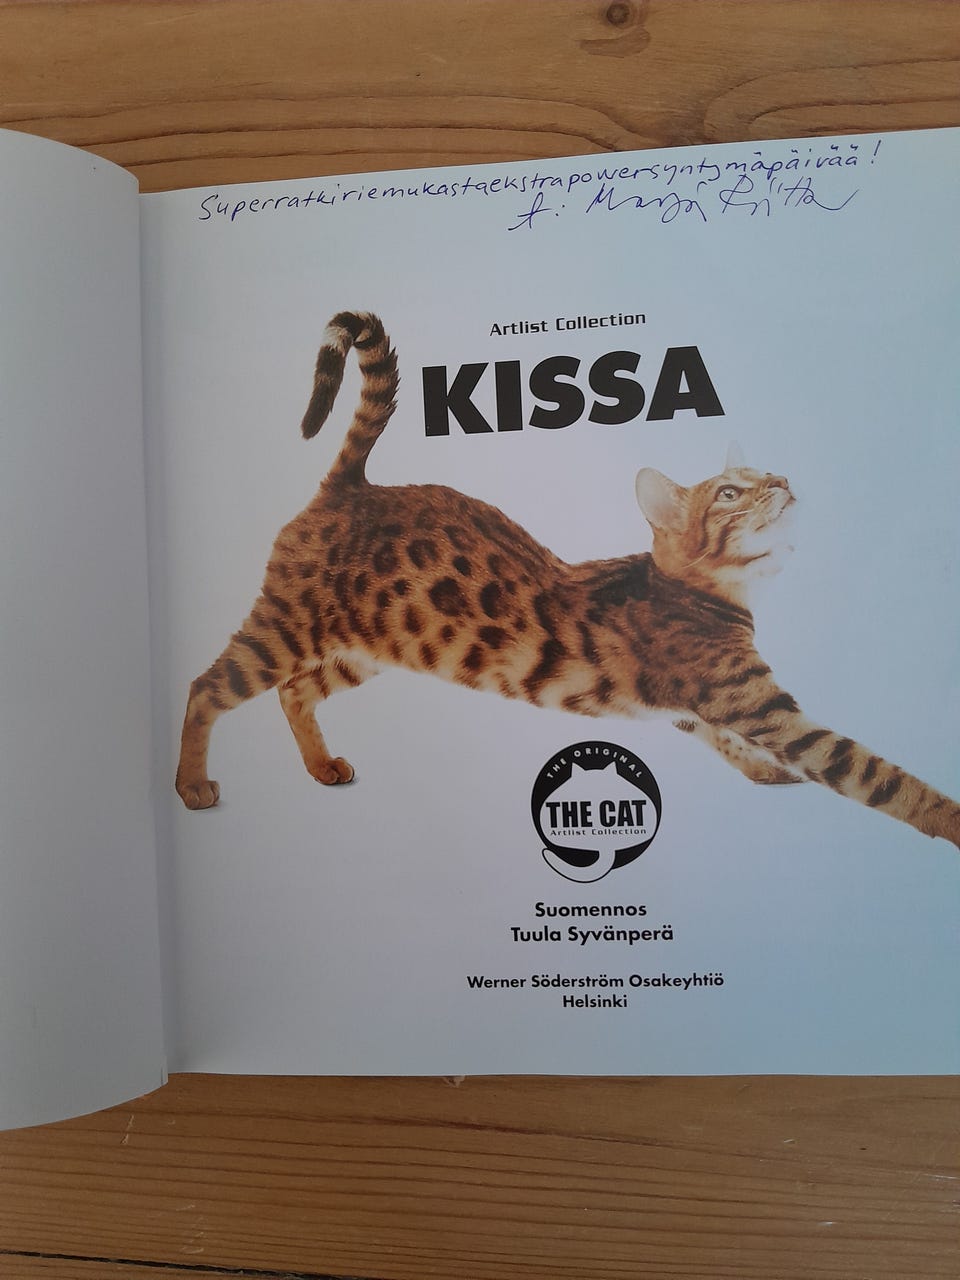 Superratkiriemukastaekstrapowersyntymäpäivää!
t: Marja Riitta
Artlist Collection
KISSA
THE ORIGINAL
THE CAT
Artlist Collection
Suomennos
Tuula Syvänperä
Werner Söderström Osakeyhtiö
Helsinki